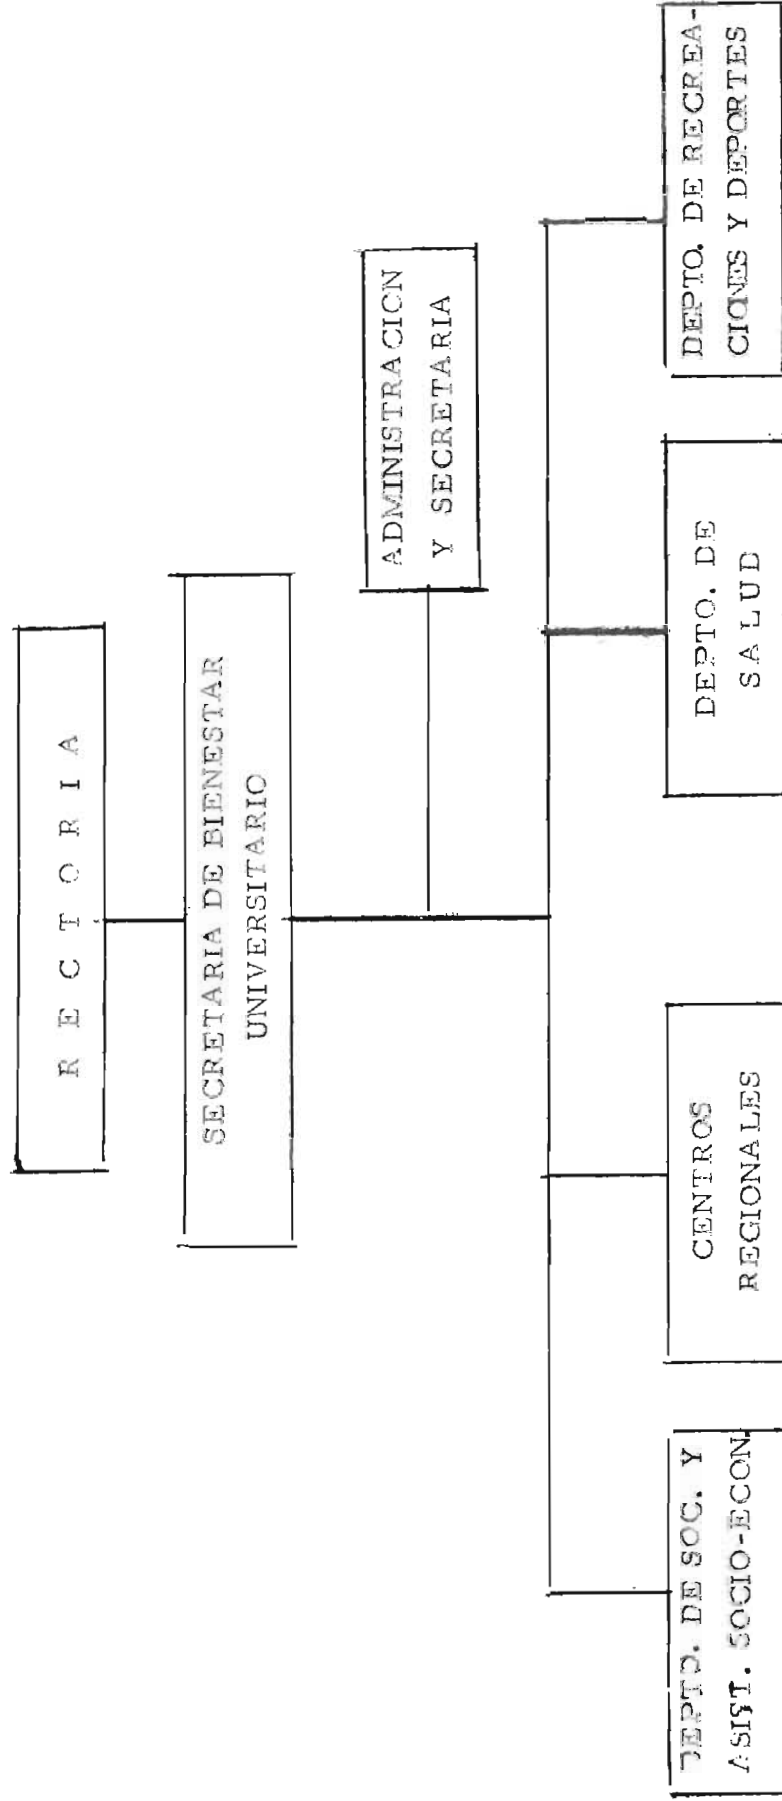 R E C T O R I A
SECRETARIA DE BIENESTAR
UNIVERSITARIO
ADMINISTRACION
Y SECRETARIA
DEPTO. DE SOC. Y
ASIST. SOCIO-ECON.
CENTROS
REGIONALES
DEPTO. DE
SALUD
DEPTO. DE RECREA-
CIONES Y DEPORTES